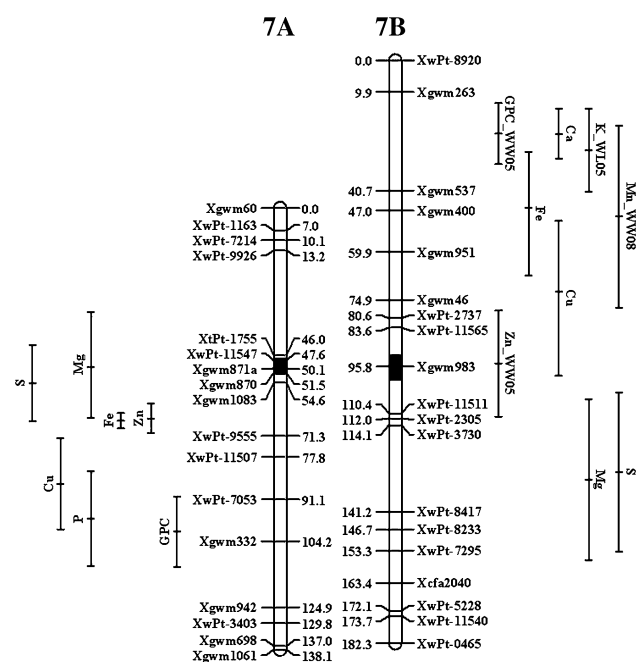 7A
7B
0.0 XwPt-8920
9.9 Xgwm263
40.7 Xgwm537
47.0 Xgwm400
59.9 Xgwm951
74.9 Xgwm46
80.6 XwPt-2737
83.6 XwPt-11565
95.8 Xgwm983
110.4 XwPt-11511
112.0 XwPt-2305
114.1 XwPt-3730
141.2 XwPt-8417
146.7 XwPt-8233
153.3 XwPt-7295
163.4 Xcfa2040
172.1 XwPt-5228
173.7 XwPt-11540
182.3 XwPt-0465
Xgwm60 0.0
XwPt-1163 7.0
XwPt-7214 10.1
XwPt-9926 13.2
XtPt-1755 46.0
XwPt-11547 47.6
Xgwm871a 50.1
Xgwm870 51.5
Xgwm1083 54.6
XwPt-9555 71.3
XwPt-11507 77.8
XwPt-7053 91.1
Xgwm332 104.2
Xgwm942 124.9
XwPt-3403 129.8
Xgwm698 137.0
Xgwm1061 138.1
S
Mg
Fe
Zn
Cu
P
GPC
GPC_WW05
Ca
K_WL05
Mn_WW08
Fe
Cu
Zn_WW05
Mg
S